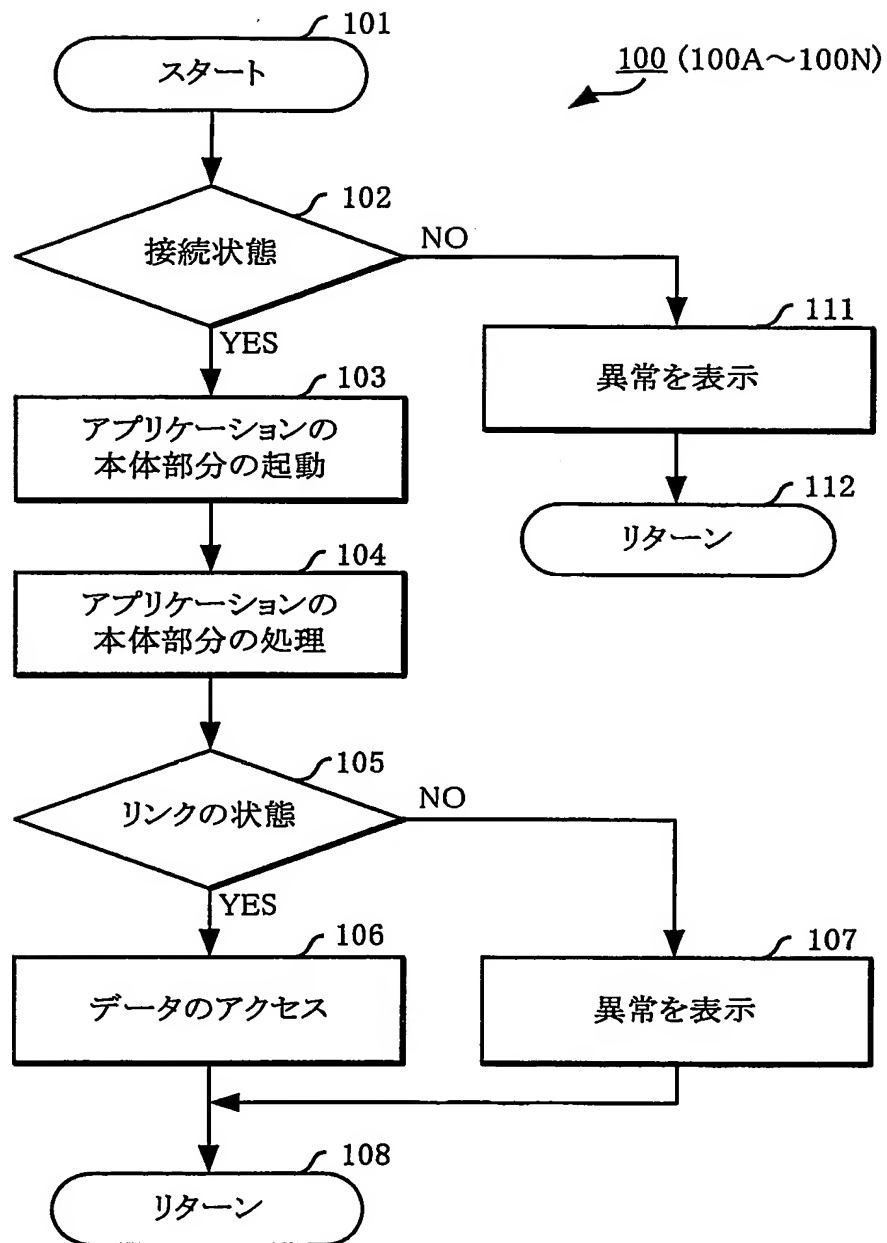 101
スタート
100 (100A～100N)
102
接続状態
NO
YES
111
異常を表示
103
アプリケーションの
本体部分の起動
112
リターン
104
アプリケーションの
本体部分の処理
105
リンクの状態
NO
YES
106
データのアクセス
107
異常を表示
108
リターン